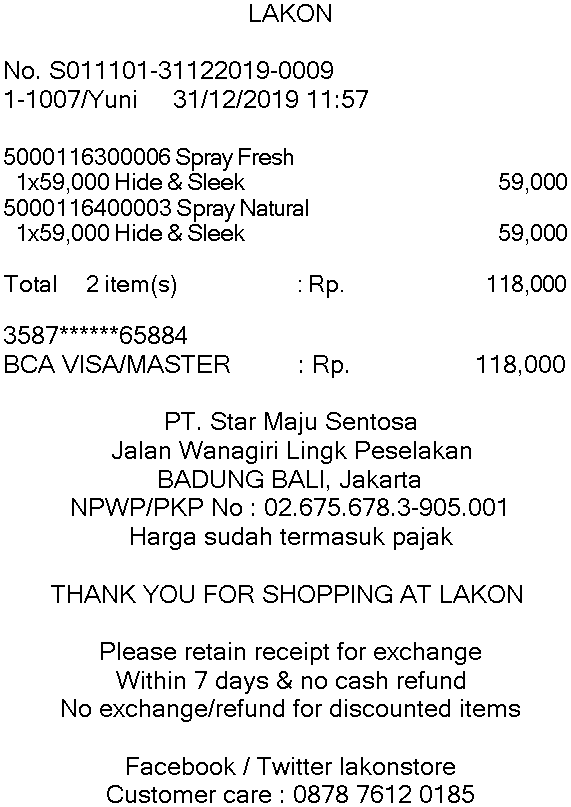 LAKON
No. S011101-31122019-0009
1-1007/Yuni 31/12/2019 11:57
5000116300006 Spray Fresh
1x59,000 Hide & Sleek 59,000
5000116400003 Spray Natural
1x59,000 Hide & Sleek 59,000
Total 2 item(s) : Rp. 118,000
3587******65884
BCA VISA/MASTER : Rp. 118,000
PT. Star Maju Sentosa
Jalan Wanagiri Lingk Peselakan
BADUNG BALI, Jakarta
NPWP/PKP No : 02.675.678.3-905.001
Harga sudah termasuk pajak
THANK YOU FOR SHOPPING AT LAKON
Please retain receipt for exchange
Within 7 days & no cash refund
No exchange/refund for discounted items
Facebook / Twitter lakonstore
Customer care : 0878 7612 0185